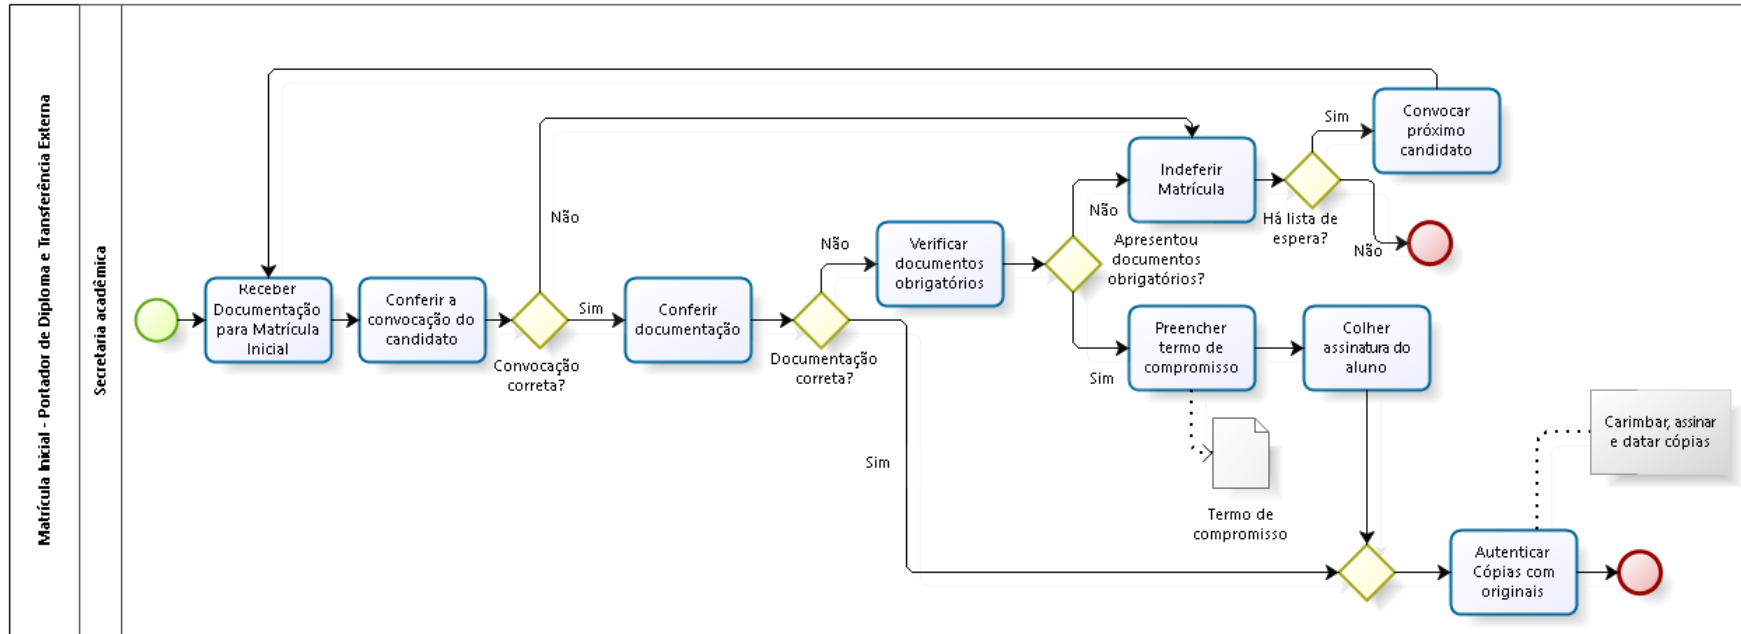 Matrícula Inicial - Portador de Diploma e Transferência Externa
Secretaria acadêmica
Receber
Documentação
para Matrícula
Inicial
Conferir a
convocação do
candidato
Convocação
correta?
Não
Sim
Conferir
documentação
Documentação
correta?
Não
Sim
Verificar
documentos
obrigatórios
Apresentou
documentos
obrigatórios?
Não
Sim
Indeferir
Matrícula
Há lista de
espera?
Sim
Não
Convocar
próximo
candidato
Preencher
termo de
compromisso
Termo de
compromisso
Colher
assinatura do
aluno
Carimbar, assinar
e datar cópias
Autenticar
Cópias com
originais